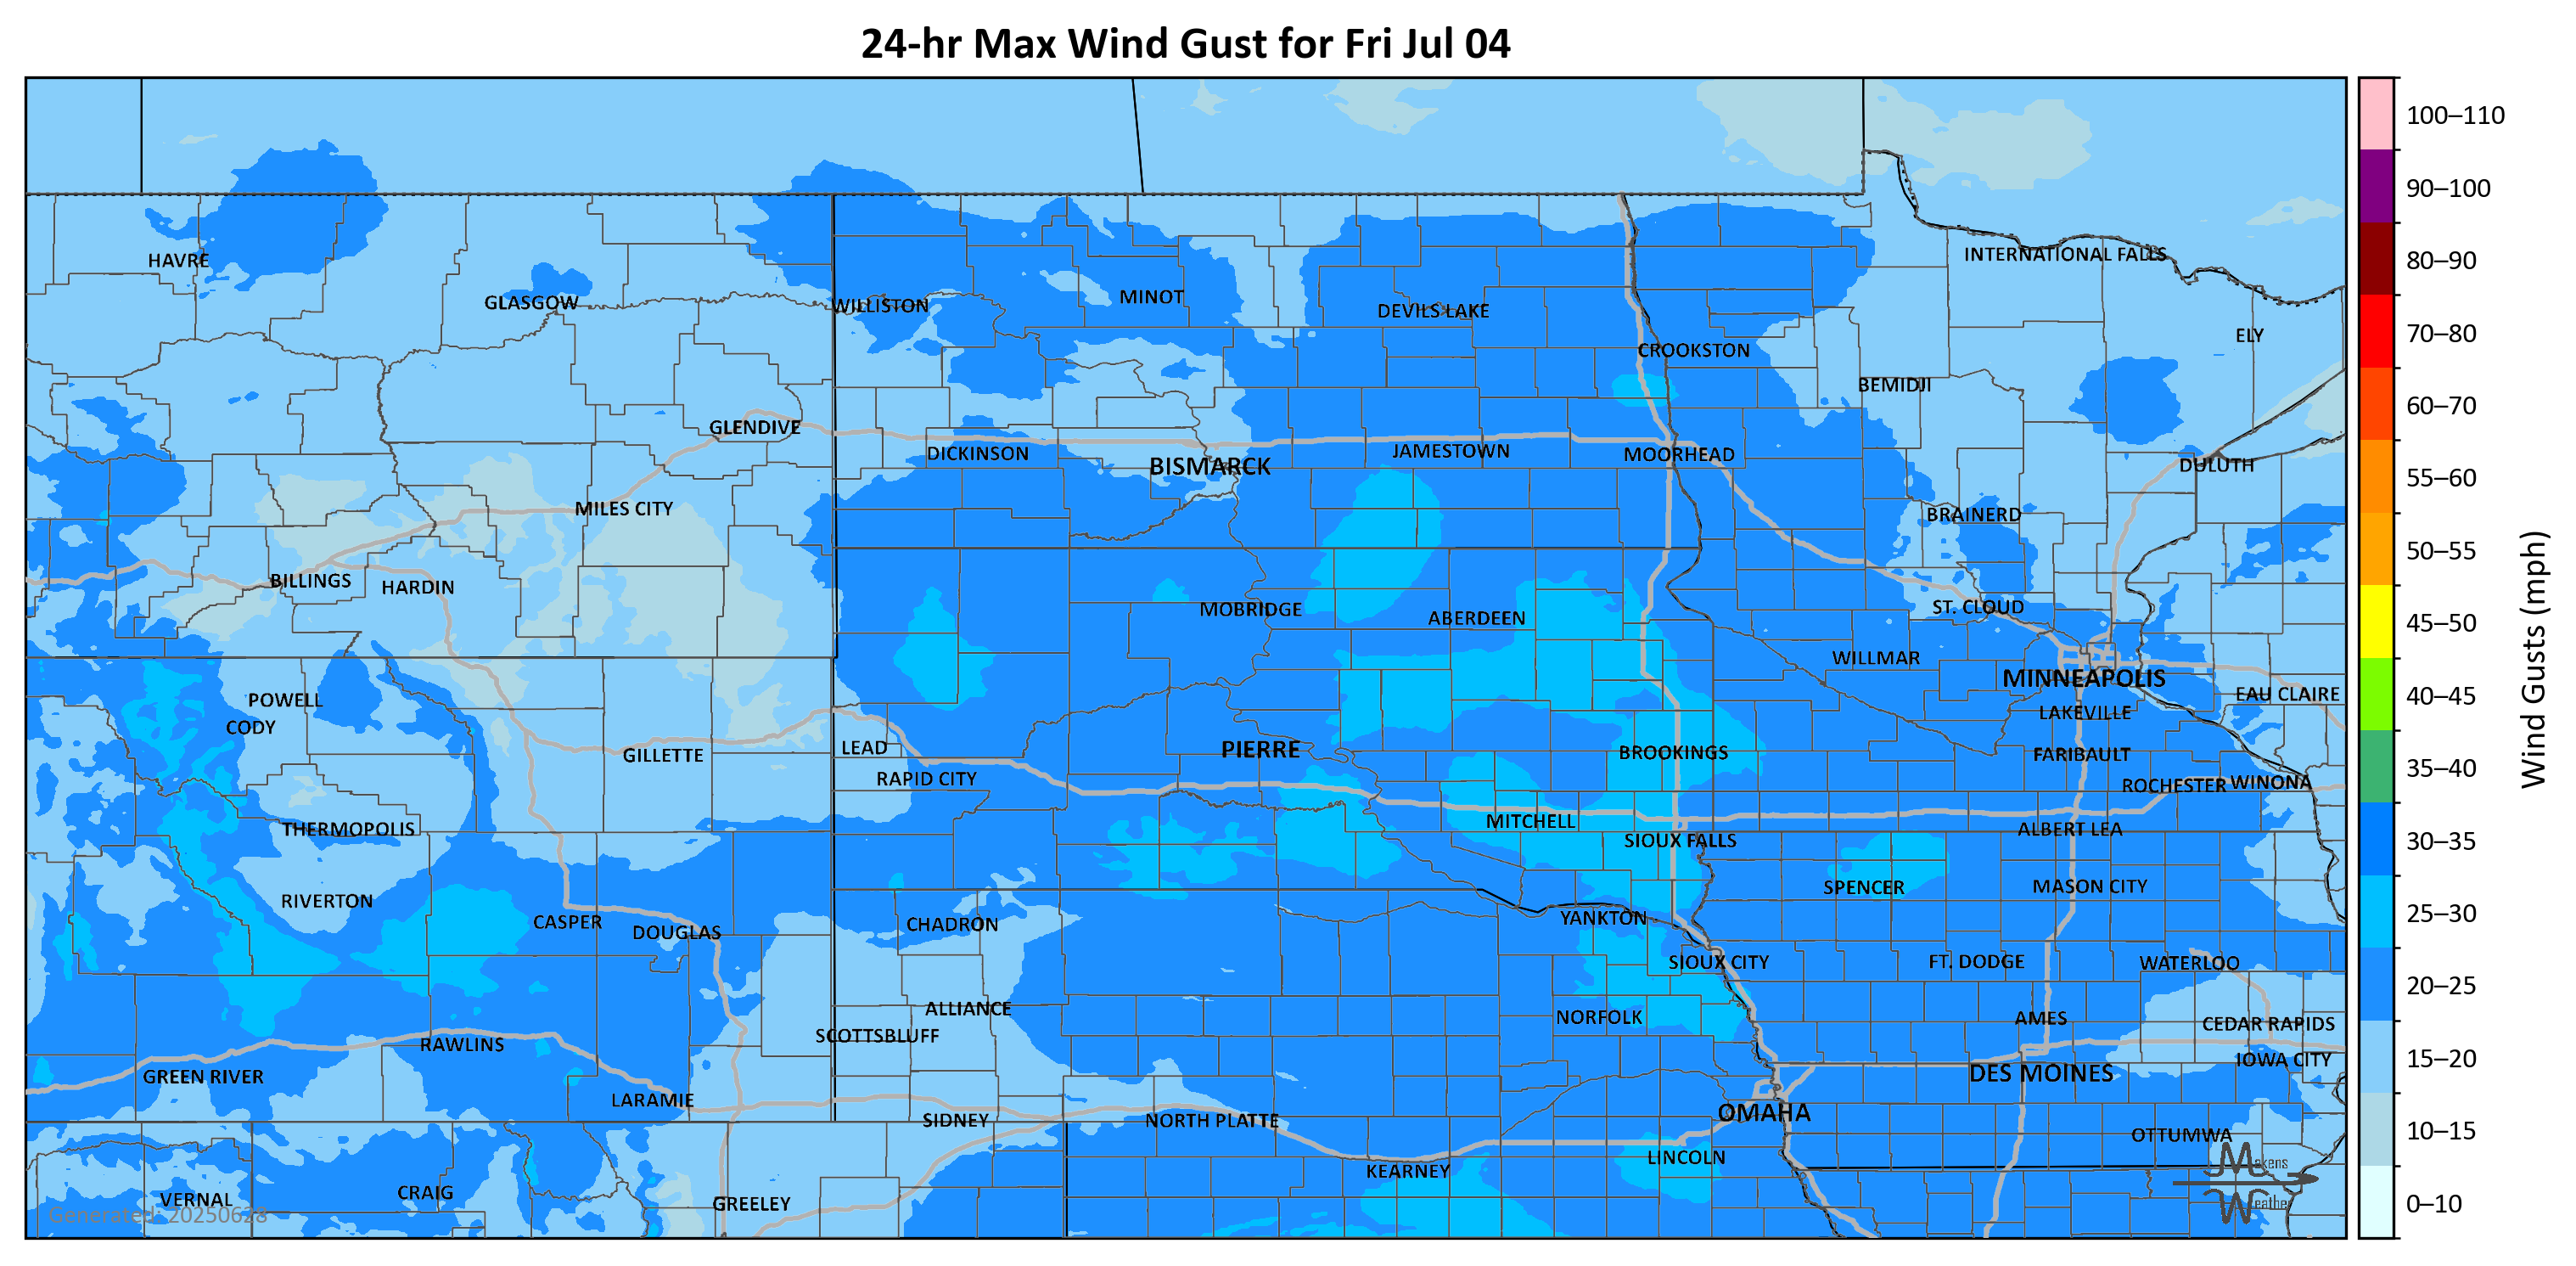 24-hr Max Wind Gust for Fri Jul 04
100–110
90–100
80–90
70–80
60–70
55–60
50–55
45–50
40–45
35–40
30–35
25–30
20–25
15–20
10–15
0–10
Wind Gusts (mph)
HAVRE
INTERNATIONAL FALLS
GLASGOW
WILLISTON
MINOT
DEVILS LAKE
ELY
CROOKSTON
BEMIDJI
GLENDIVE
DICKINSON
BISMARCK
JAMESTOWN
MOORHEAD
DULUTH
MILES CITY
BRAINERD
BILLINGS
HARDIN
MOBRIDGE
ABERDEEN
ST. CLOUD
WILLMAR
MINNEAPOLIS
EAU CLAIRE
POWELL
CODY
LAKEVILLE
GILLETTE
LEAD
PIERRE
BROOKINGS
FARIBAULT
RAPID CITY
ROCHESTER
WINONA
THERMOPOLIS
MITCHELL
SIOUX FALLS
ALBERT LEA
RIVERTON
SPENCER
MASON CITY
CASPER
DOUGLAS
CHADRON
YANKTON
SIOUX CITY
FT. DODGE
WATERLOO
ALLIANCE
NORFOLK
AMES
CEDAR RAPIDS
SCOTTSBLUFF
RAWLINS
IOWA CITY
GREEN RIVER
DES MOINES
LARAMIE
SIDNEY
NORTH PLATTE
OMAHA
OTTUMWA
KEARNEY
LINCOLN
VERNAL
CRAIG
GREELEY
Generated: 20250628
Makens
Weather